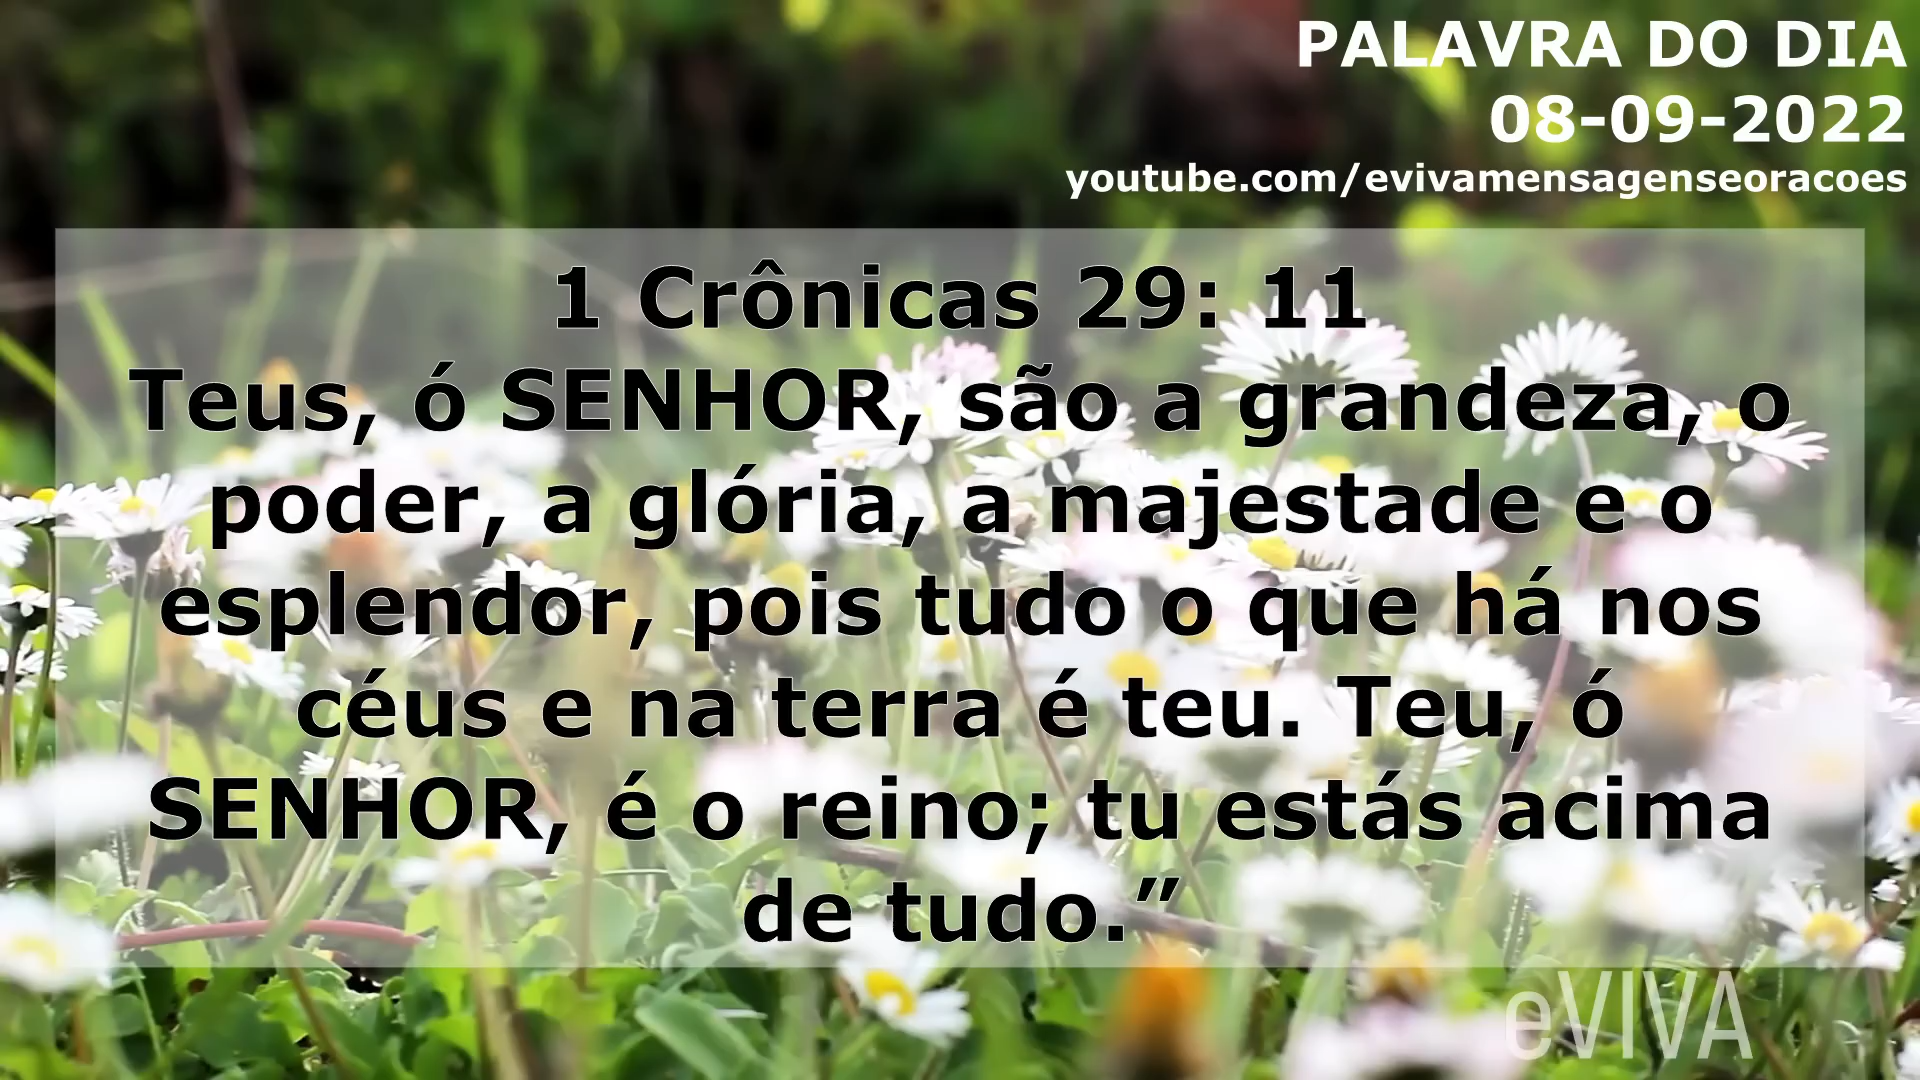 PALAVRA DO DIA
08-09-2022
youtube.com/evivamensagenseoracoes
1 Crônicas 29: 11
Teus, ó SENHOR, são a grandeza, o
poder, a glória, a majestade e o
esplendor, pois tudo o que há nos
céus e na terra é teu. Teu, ó
SENHOR, é o reino; tu estás acima
de tudo.”
eVIVA